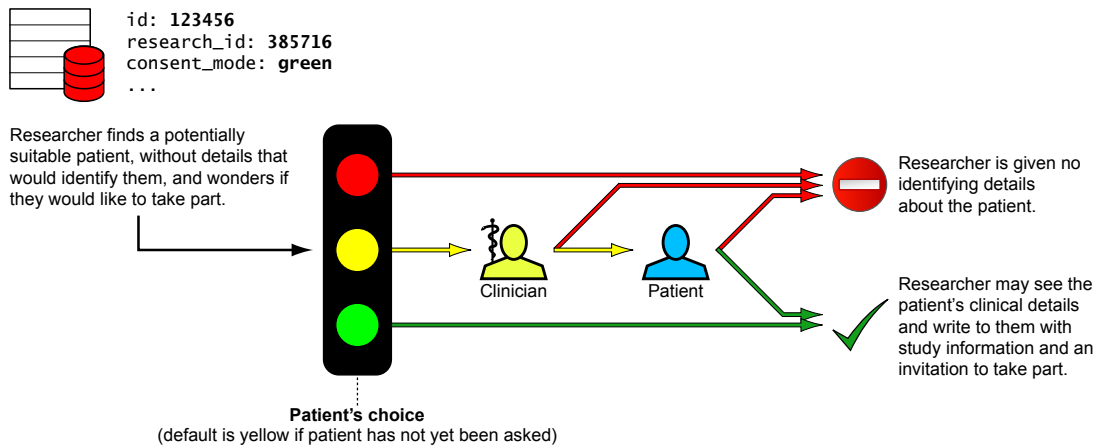 id: 123456
research_id: 385716
consent_mode: green
...
Researcher finds a potentially
suitable patient, without details that
would identify them, and wonders if
they would like to take part.
Clinician
Patient
Researcher is given no
identifying details
about the patient.
Researcher may see the
patient’s clinical details
and write to them with
study information and an
invitation to take part.
Patient’s choice
(default is yellow if patient has not yet been asked)